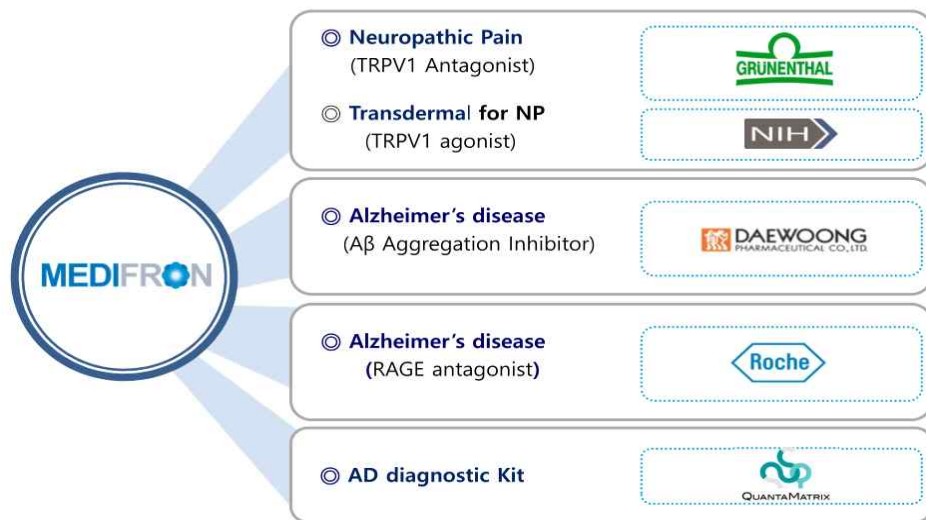 MEDIFRON
◎ Neuropathic Pain
(TRPV1 Antagonist)
GRÜNENTHAL
◎ Transdermal for NP
(TRPV1 agonist)
NIH
◎ Alzheimer’s disease
(Aβ Aggregation Inhibitor)
DAEWOONG
PHARMACEUTICAL CO.,LTD.
◎ Alzheimer’s disease
(RAGE antagonist)
Roche
◎ AD diagnostic Kit
QUANTAMATRIX